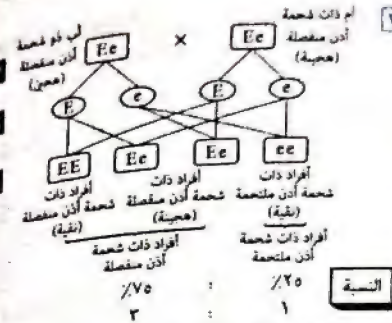 أب ذو شحمة
أذن منفصلة
(هجين)
Ee
×
Ee
أم ذات شحمة
أذن منفصلة
(هجينة)
E
e
E
e
EE
Ee
Ee
ee
أفراد ذات
شحمة أذن منفصلة
(نقية)
أفراد ذات
شحمة أذن منفصلة
(هجينة)
أفراد ذات
شحمة أذن ملتحمة
(نقية)
أفراد ذات شحمة
أذن منفصلة
أفراد ذات شحمة
أذن ملتحمة
النسبة
٪٢٥ : ٪٧٥
١ : ٣